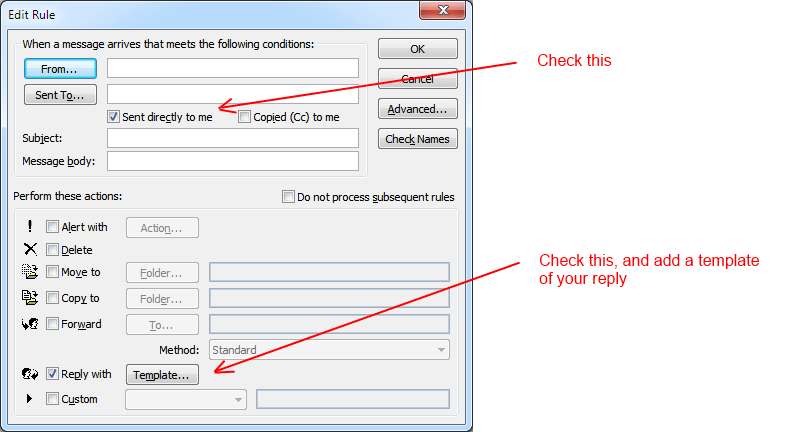 Edit Rule
When a message arrives that meets the following conditions:
OK
From...
Cancel
Sent To...
Sent directly to me
Copied (Cc) to me
Advanced...
Subject:
Check Names
Message body:
Perform these actions:
Do not process subsequent rules
Alert with
Action...
Delete
Move to
Folder...
Copy to
Folder...
Forward
To...
Method:
Standard
Reply with
Template...
Custom
Check this
Check this, and add a template
of your reply